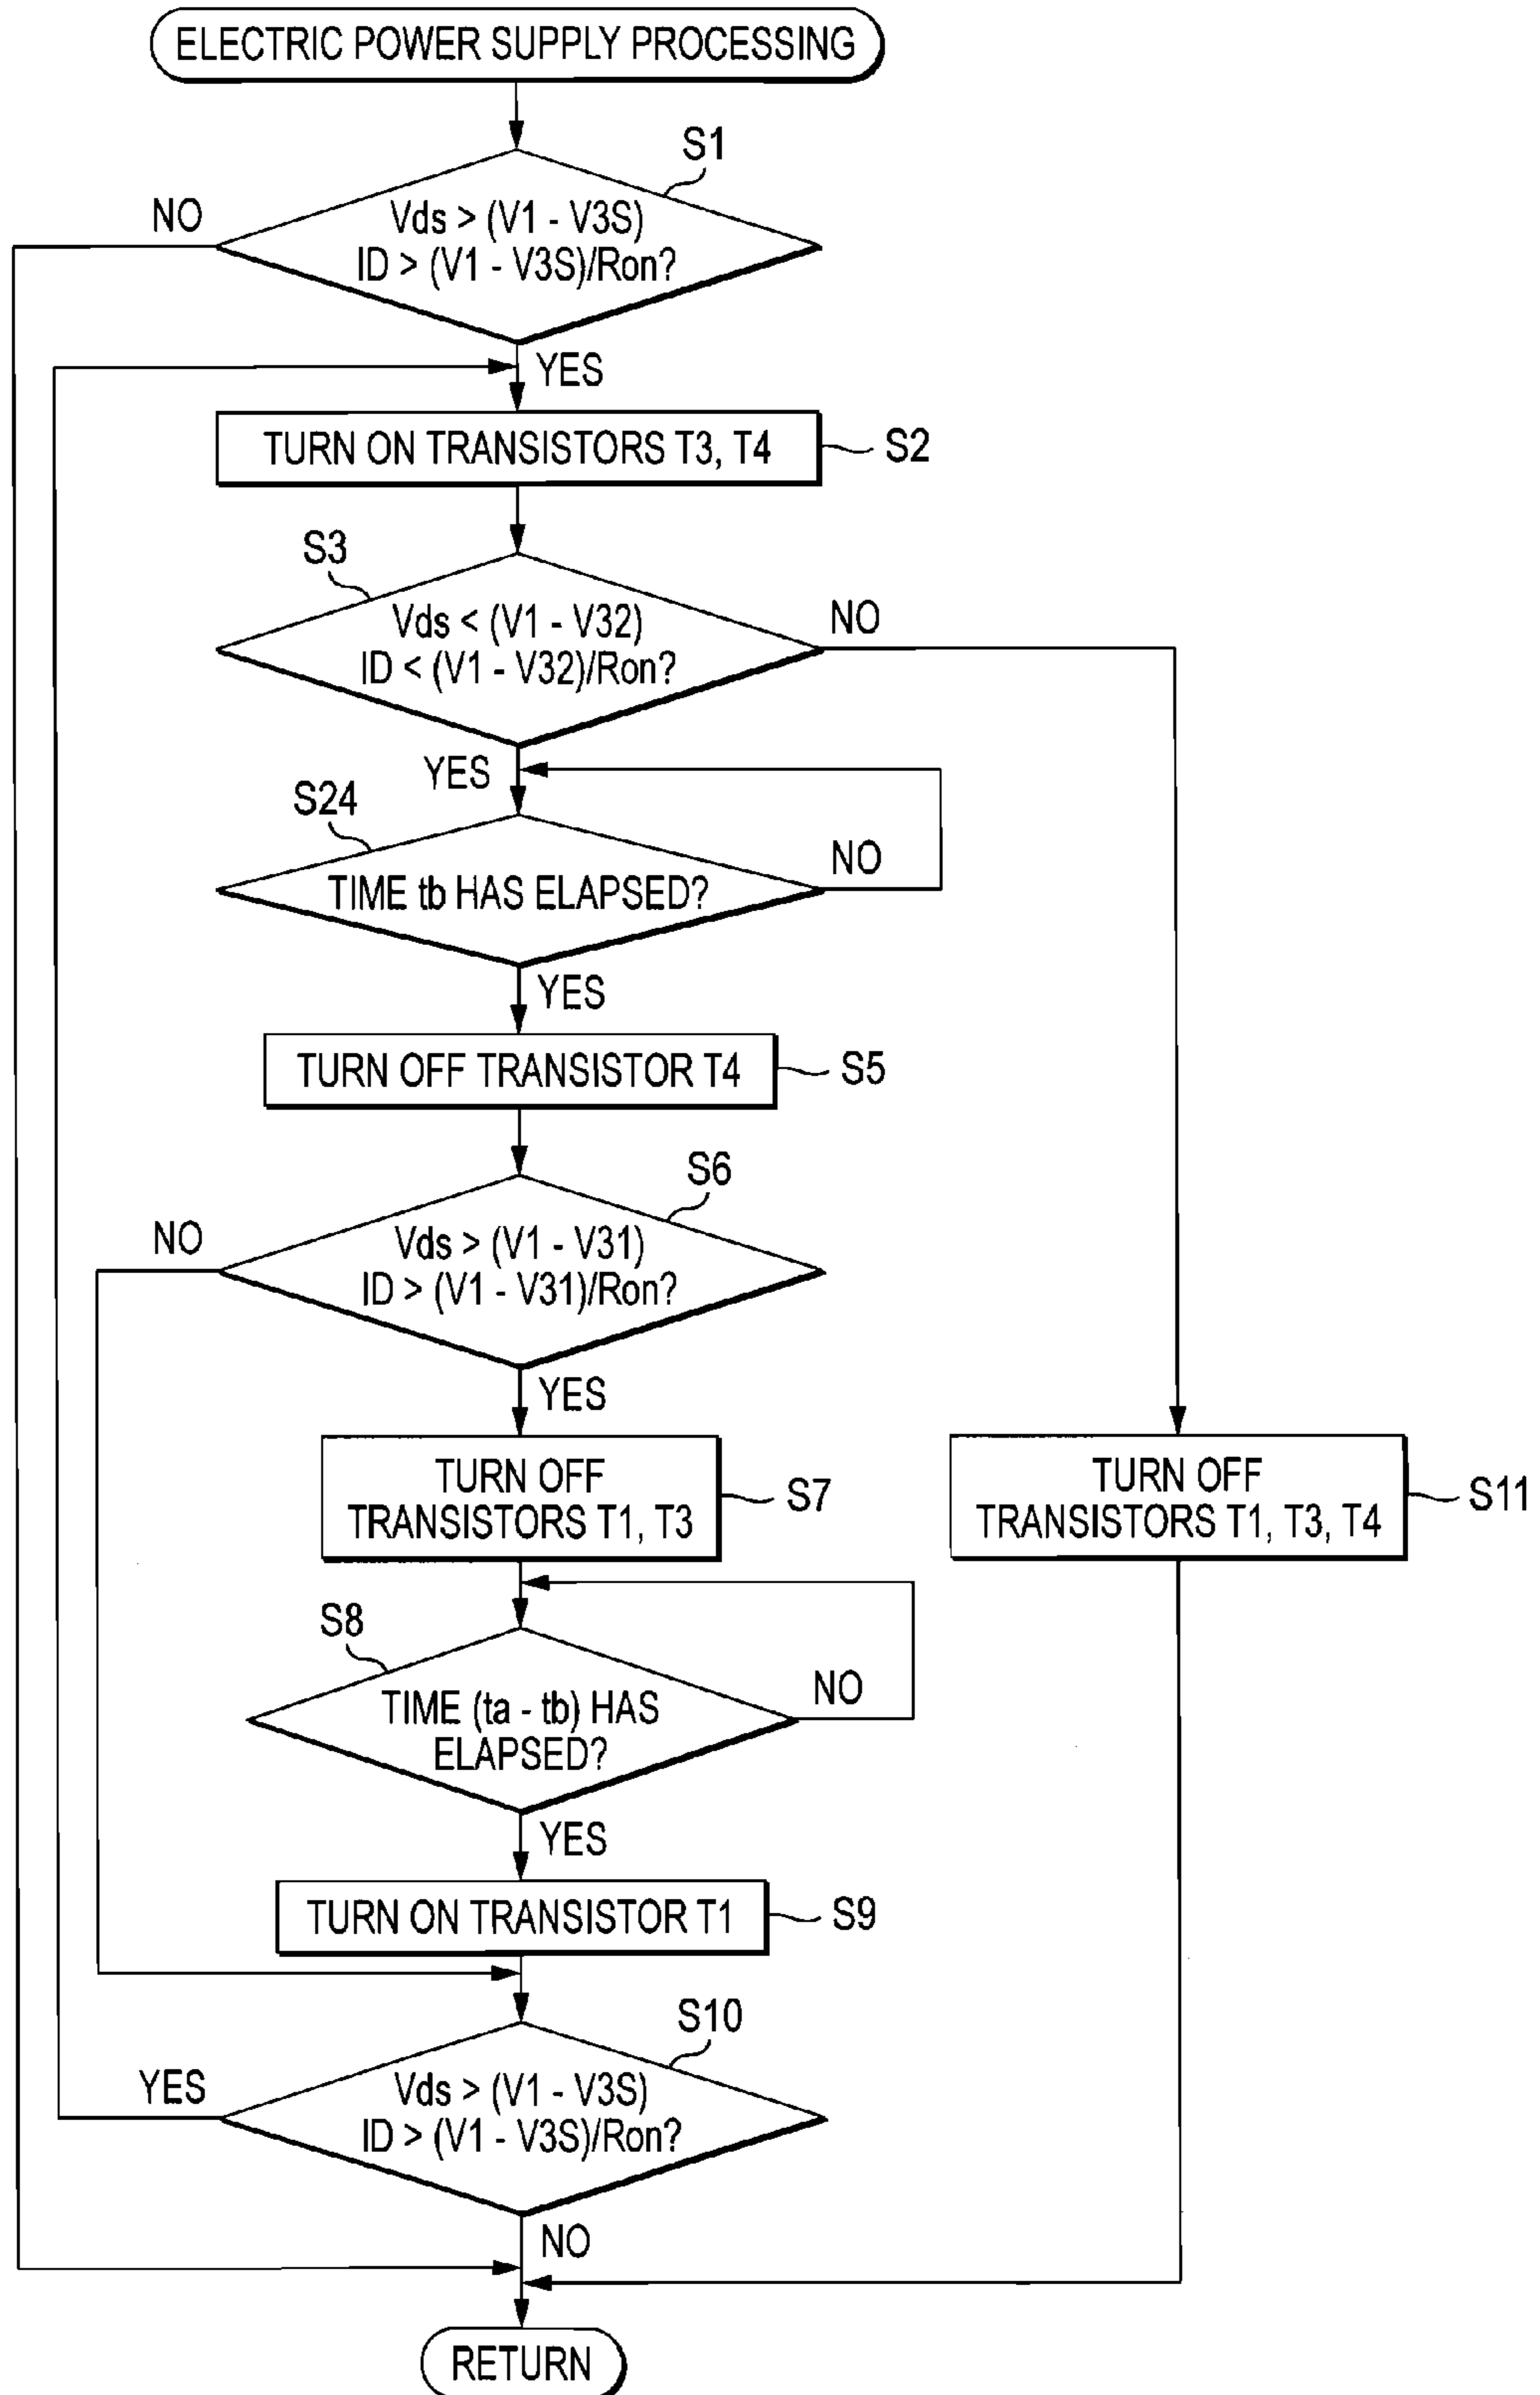 ELECTRIC POWER SUPPLY PROCESSING
S1
NO
Vds > (V1 - V3S)
ID > (V1 - V3S)/Ron?
YES
TURN ON TRANSISTORS T3, T4
S2
S3
Vds < (V1 - V32)
ID < (V1 - V32)/Ron?
NO
YES
S24
TIME tb HAS ELAPSED?
NO
YES
TURN OFF TRANSISTOR T4
S5
S6
NO
Vds > (V1 - V31)
ID > (V1 - V31)/Ron?
YES
TURN OFF
TRANSISTORS T1, T3
S7
TURN OFF
TRANSISTORS T1, T3, T4
S11
S8
TIME (ta - tb) HAS
ELAPSED?
NO
YES
TURN ON TRANSISTOR T1
S9
S10
YES
Vds > (V1 - V3S)
ID > (V1 - V3S)/Ron?
NO
RETURN